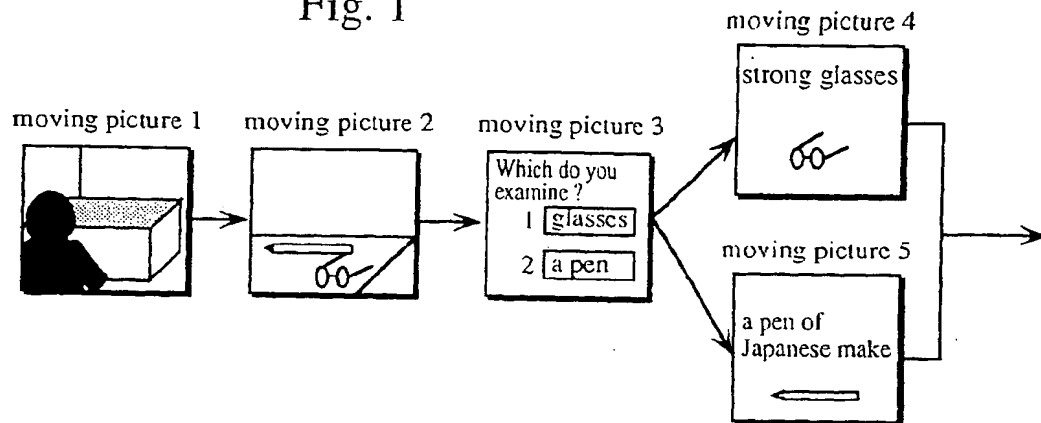 Fig. 1
moving picture 1
moving picture 2
moving picture 3
Which do you
examine ?
1 glasses
2 a pen
moving picture 4
strong glasses
moving picture 5
a pen of
Japanese make